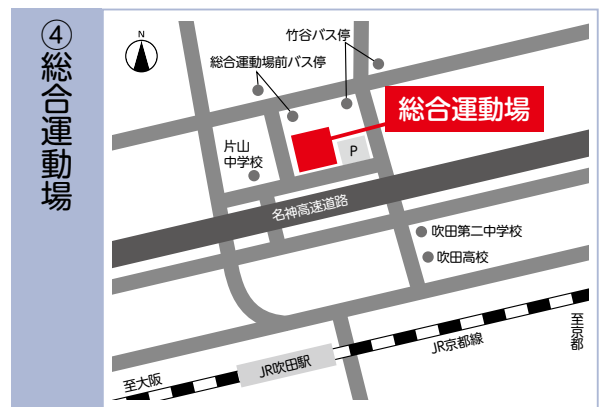 ④総合運動場
N
竹谷バス停
総合運動場前バス停
総合運動場
片山
中学校
P
名神高速道路
吹田第二中学校
吹田高校
至京都
JR京都線
JR吹田駅
至大阪